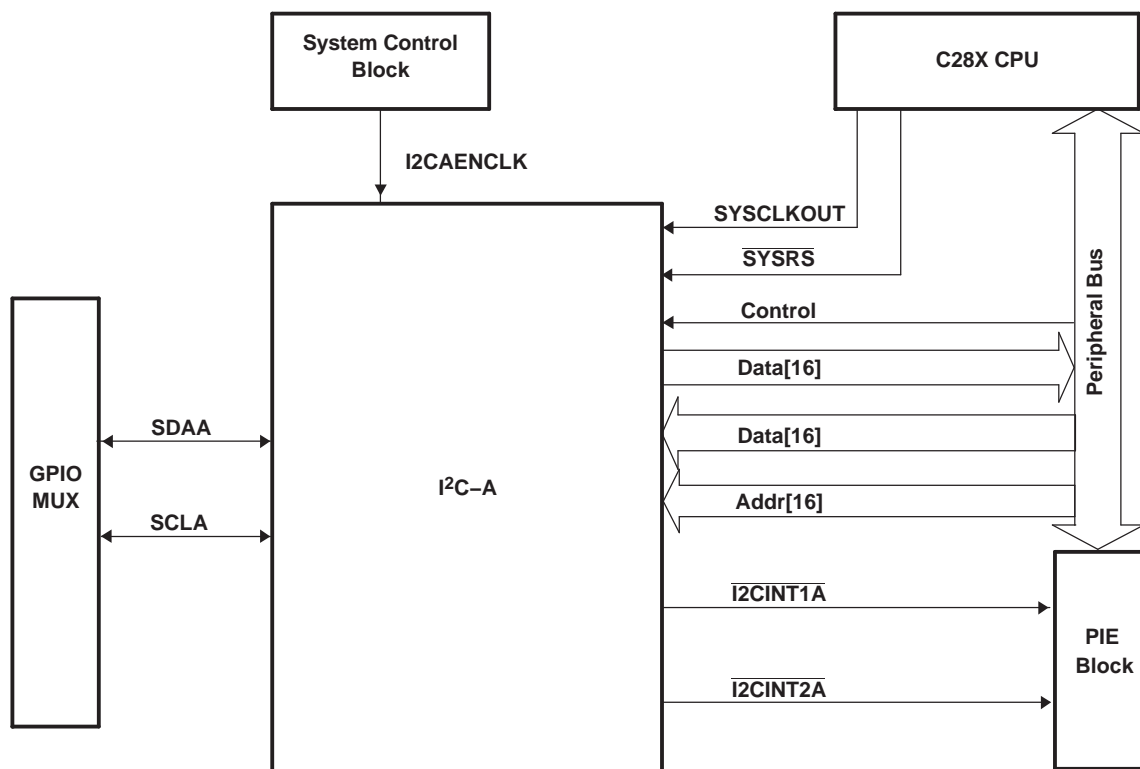 System Control
Block
C28X CPU
I2CAENCLK
SYSCLKOUT
SYSRS
Control
Data[16]
Data[16]
Addr[16]
Peripheral Bus
SDAA
SCLA
GPIO
MUX
I²C–A
I2CINT1A
I2CINT2A
PIE
Block